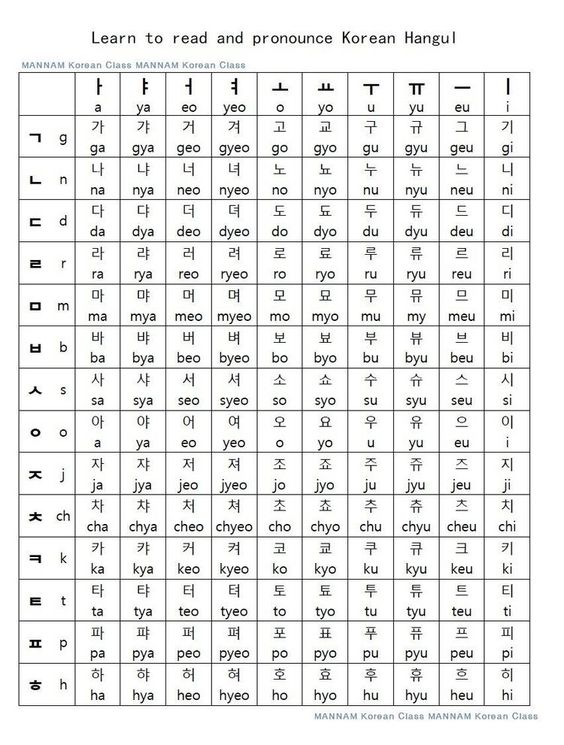 Learn to read and pronounce Korean Hangul
MANNAM Korean Class MANNAM Korean Class
ㅏ ㅑ ㅓ ㅕ ㅗ ㅛ ㅜ ㅠ ㅡ ㅣ
a ya eo yeo o yo u yu eu i
ㄱ g 가 갸 거 겨 고 교 구 규 그 기
ga gya geo gyeo go gyo gu gyu geu gi
ㄴ n 나 냐 너 녀 노 뇨 누 뉴 느 니
na nya neo nyeo no nyo nu nyu neu ni
ㄷ d 다 댜 더 뎌 도 됴 두 듀 드 디
da dya deo dyeo do dyo du dyu deu di
ㄹ r 라 랴 러 려 로 료 루 류 르 리
ra rya reo ryeo ro ryo ru ryu reu ri
ㅁ m 마 먀 머 며 모 묘 무 뮤 므 미
ma mya meo myeo mo myo mu my meu mi
ㅂ b 바 뱌 버 벼 보 뵤 부 뷰 브 비
ba bya beo byeo bo byo bu byu beu bi
ㅅ s 사 샤 서 셔 소 쇼 수 슈 스 시
sa sya seo syeo so syo su syu seu si
ㅇ o 아 야 어 여 오 요 우 유 으 이
a ya eo yeo o yo u yu eu i
ㅈ j 자 쟈 저 져 조 죠 주 쥬 즈 지
ja jya jeo jyeo jo jyo ju jyu jeu ji
ㅊ ch 차 챠 처 쳐 초 쵸 추 츄 츠 치
cha chya cheo chyeo cho chyo chu chyu cheu chi
ㅋ k 카 캬 커 켜 코 쿄 쿠 큐 크 키
ka kya keo kyeo ko kyo ku kyu keu ki
ㅌ t 타 탸 터 텨 토 툐 투 튜 트 티
ta tya teo tyeo to tyo tu tyu teu ti
ㅍ p 파 퍄 퍼 펴 포 표 푸 퓨 프 피
pa pya peo pyeo po pyo pu pyu peu pi
ㅎ h 하 햐 허 혀 호 효 후 휴 흐 히
ha hya heo hyeo ho hyo hu hyu heu hi
MANNAM Korean Class MANNAM Korean Class